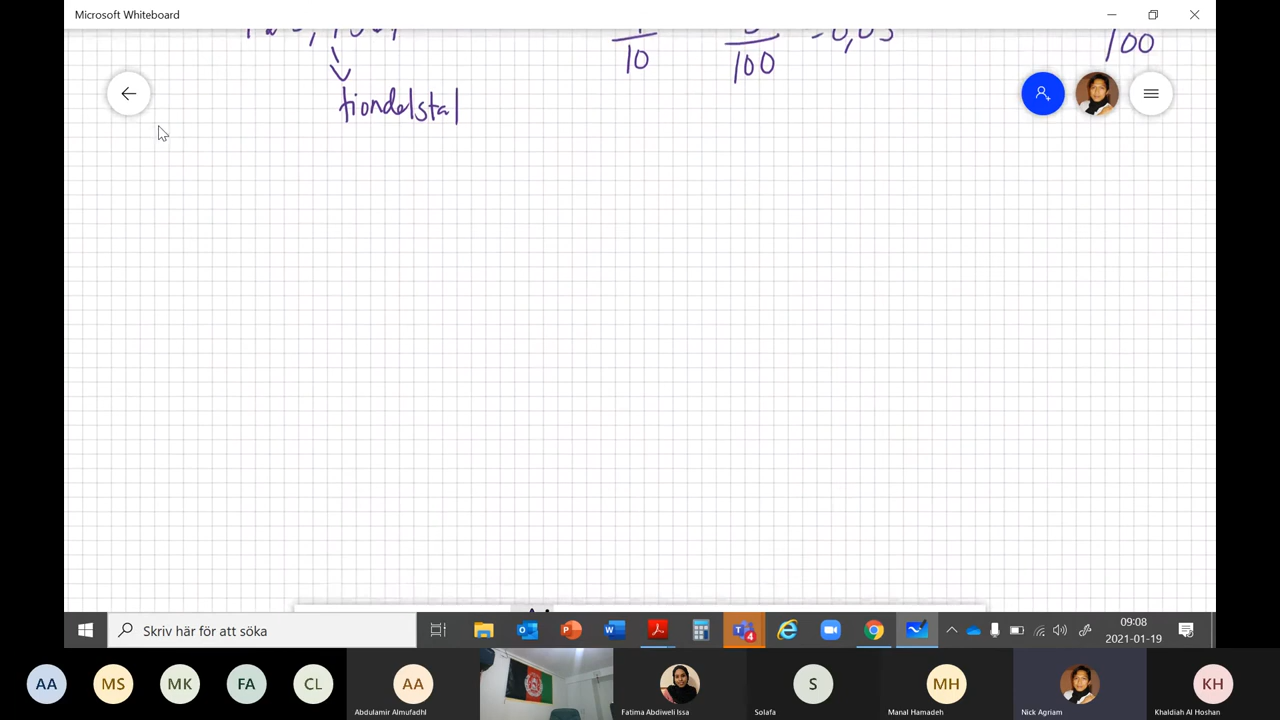 Microsoft Whiteboard
10
100
100
tiondelstal
Skriv här för att söka
4
09:08
2021-01-19
AA
MS
MK
FA
CL
AA
S
MH
KH
Abdulamir Almufadhl
Fatima Abdiweli Issa
Solafa
Manal Hamadeh
Nick Agriam
Khaldiah Al Hoshan